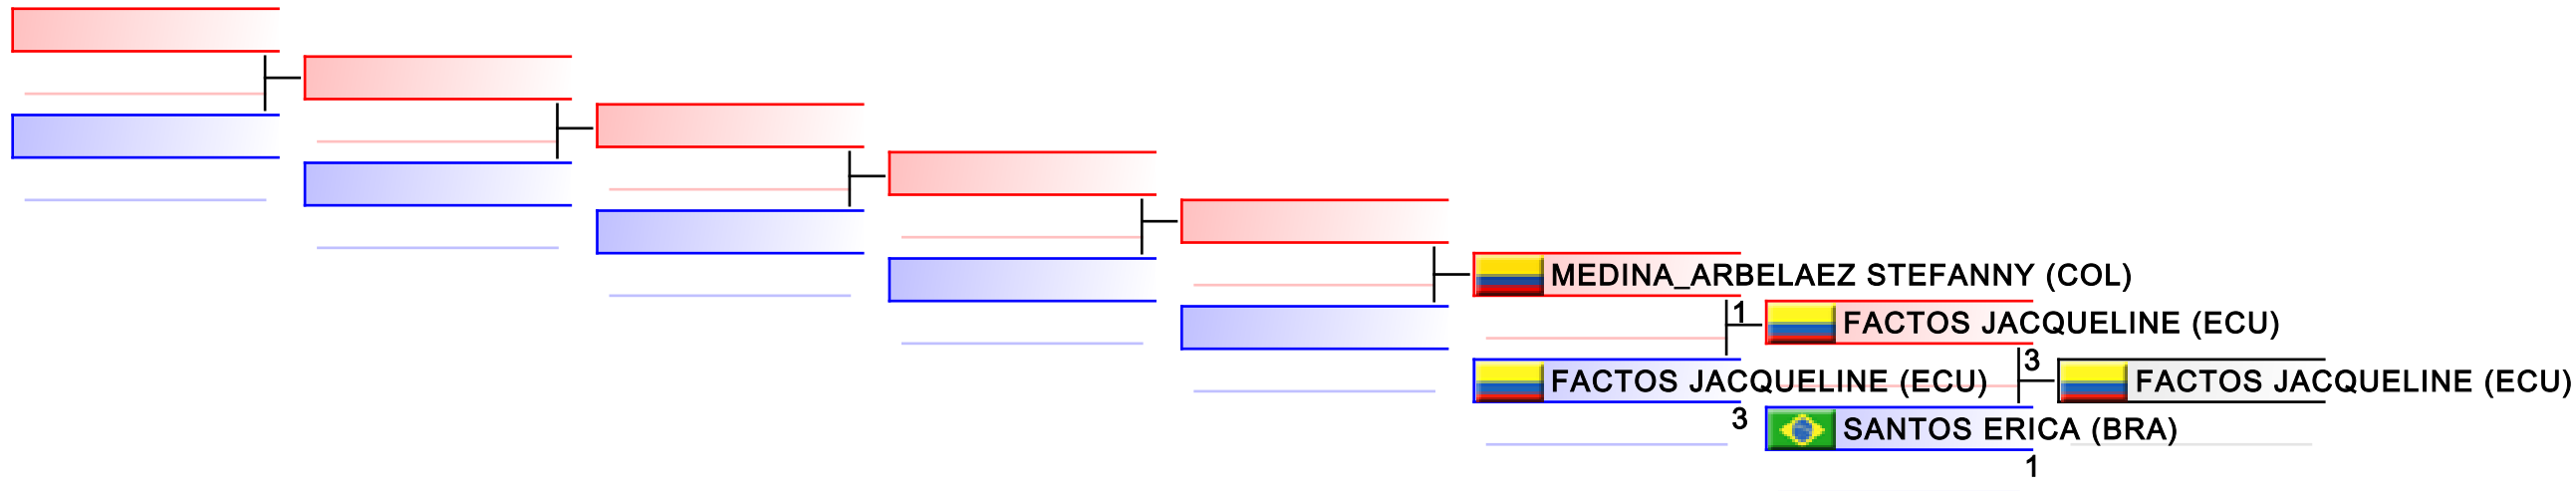 MEDINA_ARBELAEZ STEFANNY (COL)
1
FACTOS JACQUELINE (ECU)
3
FACTOS JACQUELINE (ECU)
3
SANTOS ERICA (BRA)
1
FACTOS JACQUELINE (ECU)